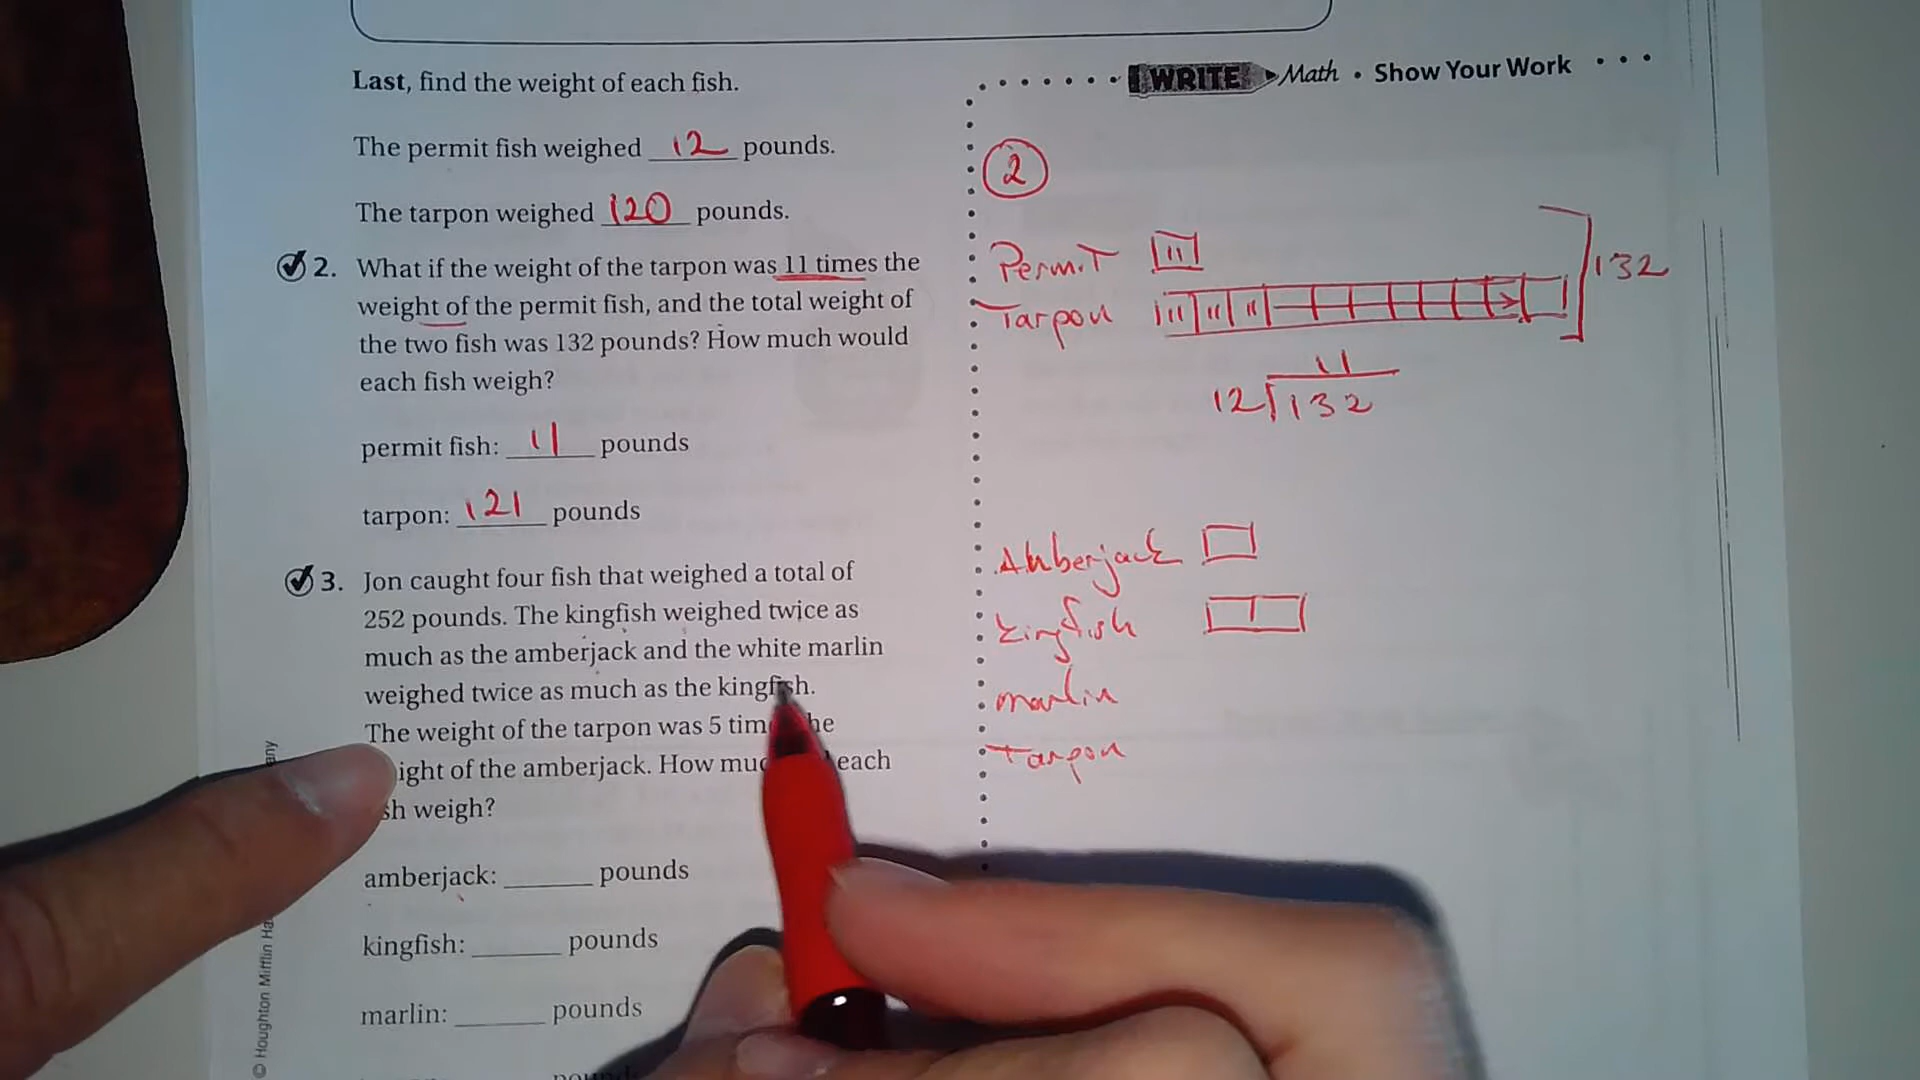 Last, find the weight of each fish.
WRITE Math • Show Your Work
The permit fish weighed 12 pounds.
The tarpon weighed 120 pounds.
2. What if the weight of the tarpon was 11 times the
weight of the permit fish, and the total weight of
the two fish was 132 pounds? How much would
each fish weigh?
permit fish: 11 pounds
tarpon: 121 pounds
3. Jon caught four fish that weighed a total of
252 pounds. The kingfish weighed twice as
much as the amberjack and the white marlin
weighed twice as much as the kingfish.
The weight of the tarpon was 5 he
ight of the amberjack. How each
sh weigh?
amberjack: pounds
kingfish: pounds
marlin: pounds
2
Permit 11
Tarpon 11 11 11
132
11
12 132
Amberjack
kingfish
marlin
Tarpon
© Houghton Mifflin